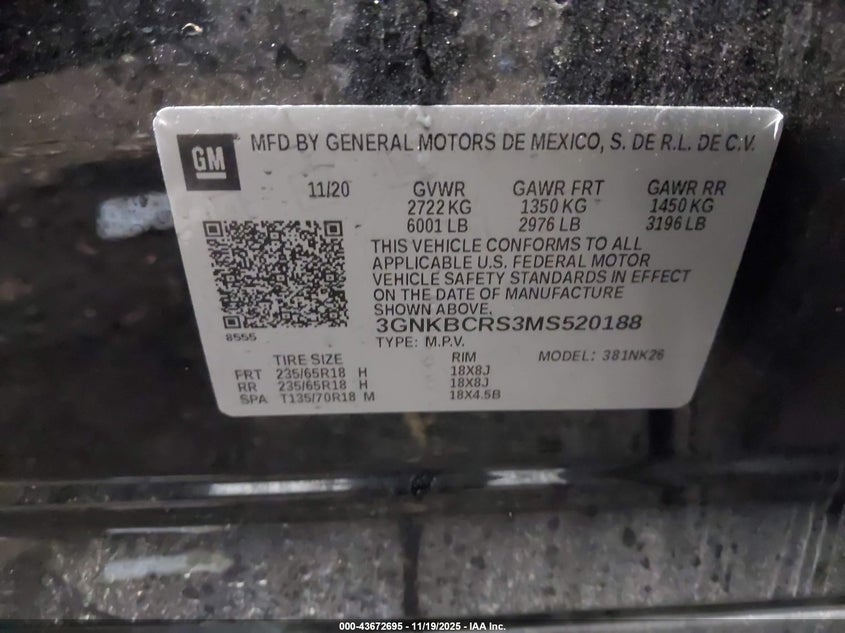 GM
MFD BY GENERAL MOTORS DE MEXICO, S. DE R.L. DE C.V.
11/20 GVWR GAWR FRT GAWR RR
2722 KG 1350 KG 1450 KG
6001 LB 2976 LB 3196 LB
THIS VEHICLE CONFORMS TO ALL
APPLICABLE U.S. FEDERAL MOTOR
VEHICLE SAFETY STANDARDS IN EFFECT
ON THE DATE OF MANUFACTURE
SHOWN ABOVE.
3GNKBCRS3MS520188
8555
TYPE: M.P.V.
MODEL: 381NK26
TIRE SIZE RIM
FRT 235/65R18 H 18X8J
RR 235/65R18 H 18X8J
SPA T135/70R18 M 18X4.5B
000-43672695 - 11/19/2025 - IAA Inc.